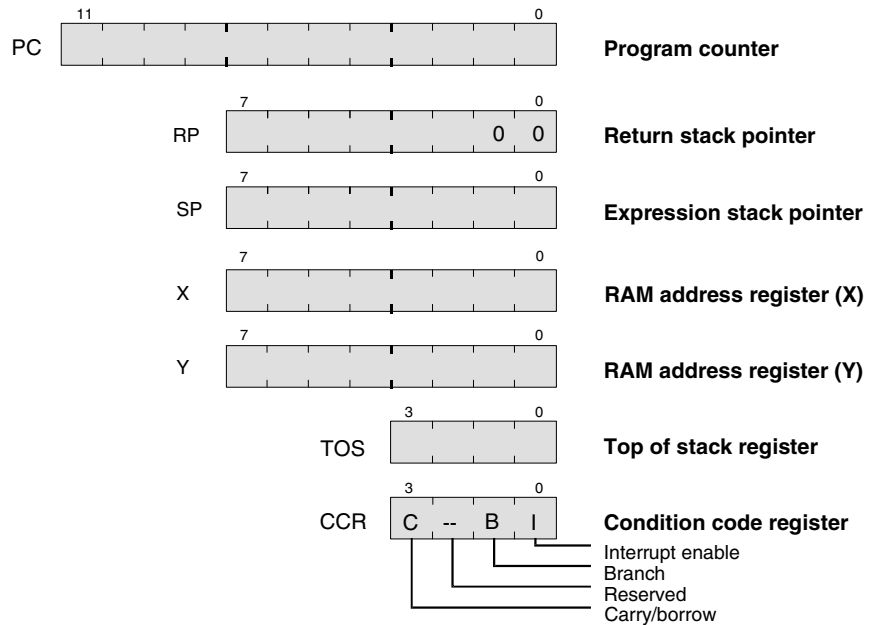 11 0
PC Program counter
7 0
RP 0 0 Return stack pointer
7 0
SP Expression stack pointer
7 0
X RAM address register (X)
7 0
Y RAM address register (Y)
3 0
TOS Top of stack register
3 0
CCR C -- B I Condition code register
Interrupt enable
Branch
Reserved
Carry/borrow